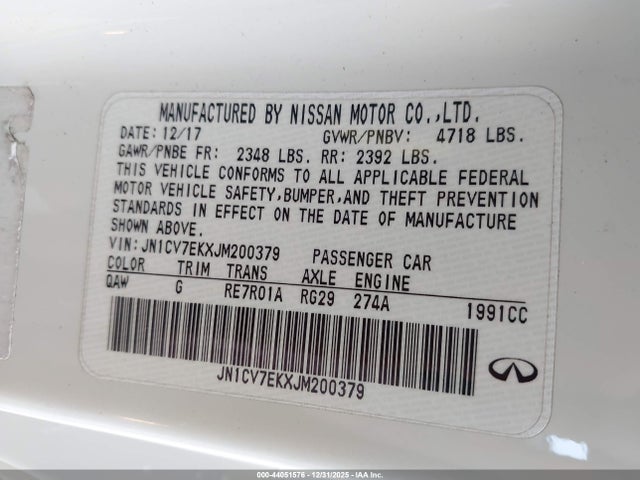 MANUFACTURED BY NISSAN MOTOR CO.,LTD.
DATE: 12/17 GVWR/PNBV: 4718 LBS.
GAWR/PNBE FR: 2348 LBS. RR: 2392 LBS.
THIS VEHICLE CONFORMS TO ALL APPLICABLE FEDERAL
MOTOR VEHICLE SAFETY,BUMPER,AND THEFT PREVENTION
STANDARDS IN EFFECT ON THE DATE OF MANUFACTURE
SHOWN ABOVE.
VIN: JN1CV7EKXJM200379 PASSENGER CAR
COLOR TRIM TRANS AXLE ENGINE
QAW G RE7R01A RG29 274A 1991CC
JN1CV7EKXJM200379
INFINITI
000-44051576 - 12/31/2025 - IAA Inc.